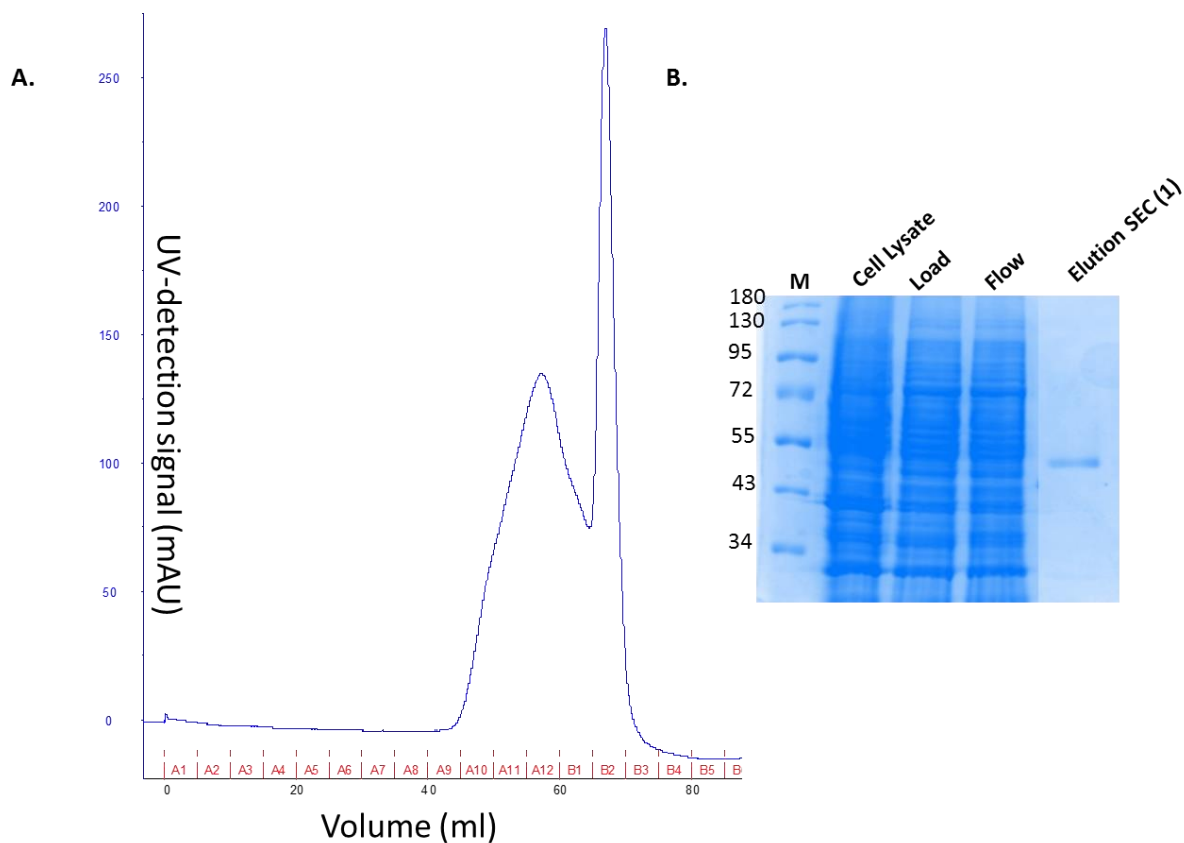 A.
250
200
150
100
50
0
UV-detection signal (mAU)
A1 A2 A3 A4 A5 A6 A7 A8 A9 A10 A11 A12 B1 B2 B3 B4 B5 B
0 20 40 60 80
Volume (ml)
B.
M Cell Lysate Load Flow Elution SEC (1)
180
130
95
72
55
43
34